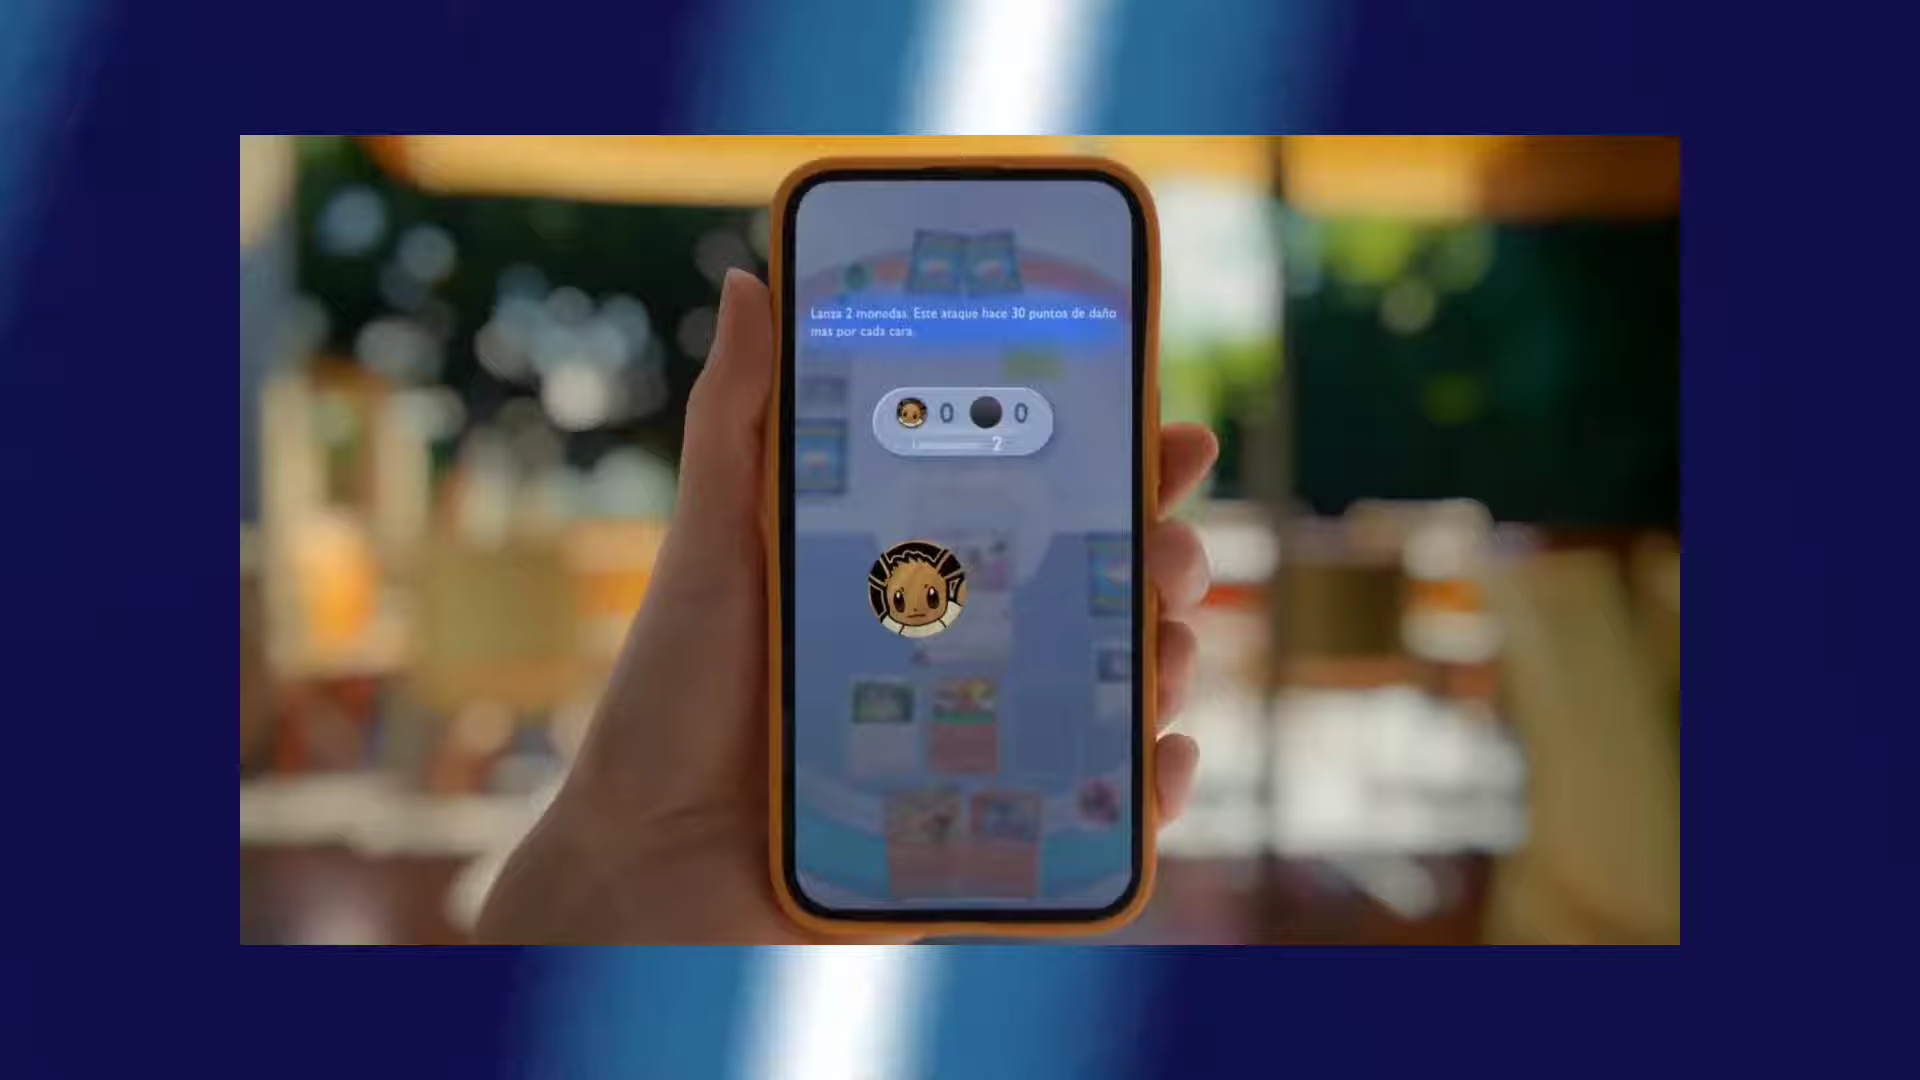 Lanza 2 monedas. Este ataque hace 30 puntos de daño
más por cada cara.
0 0
2